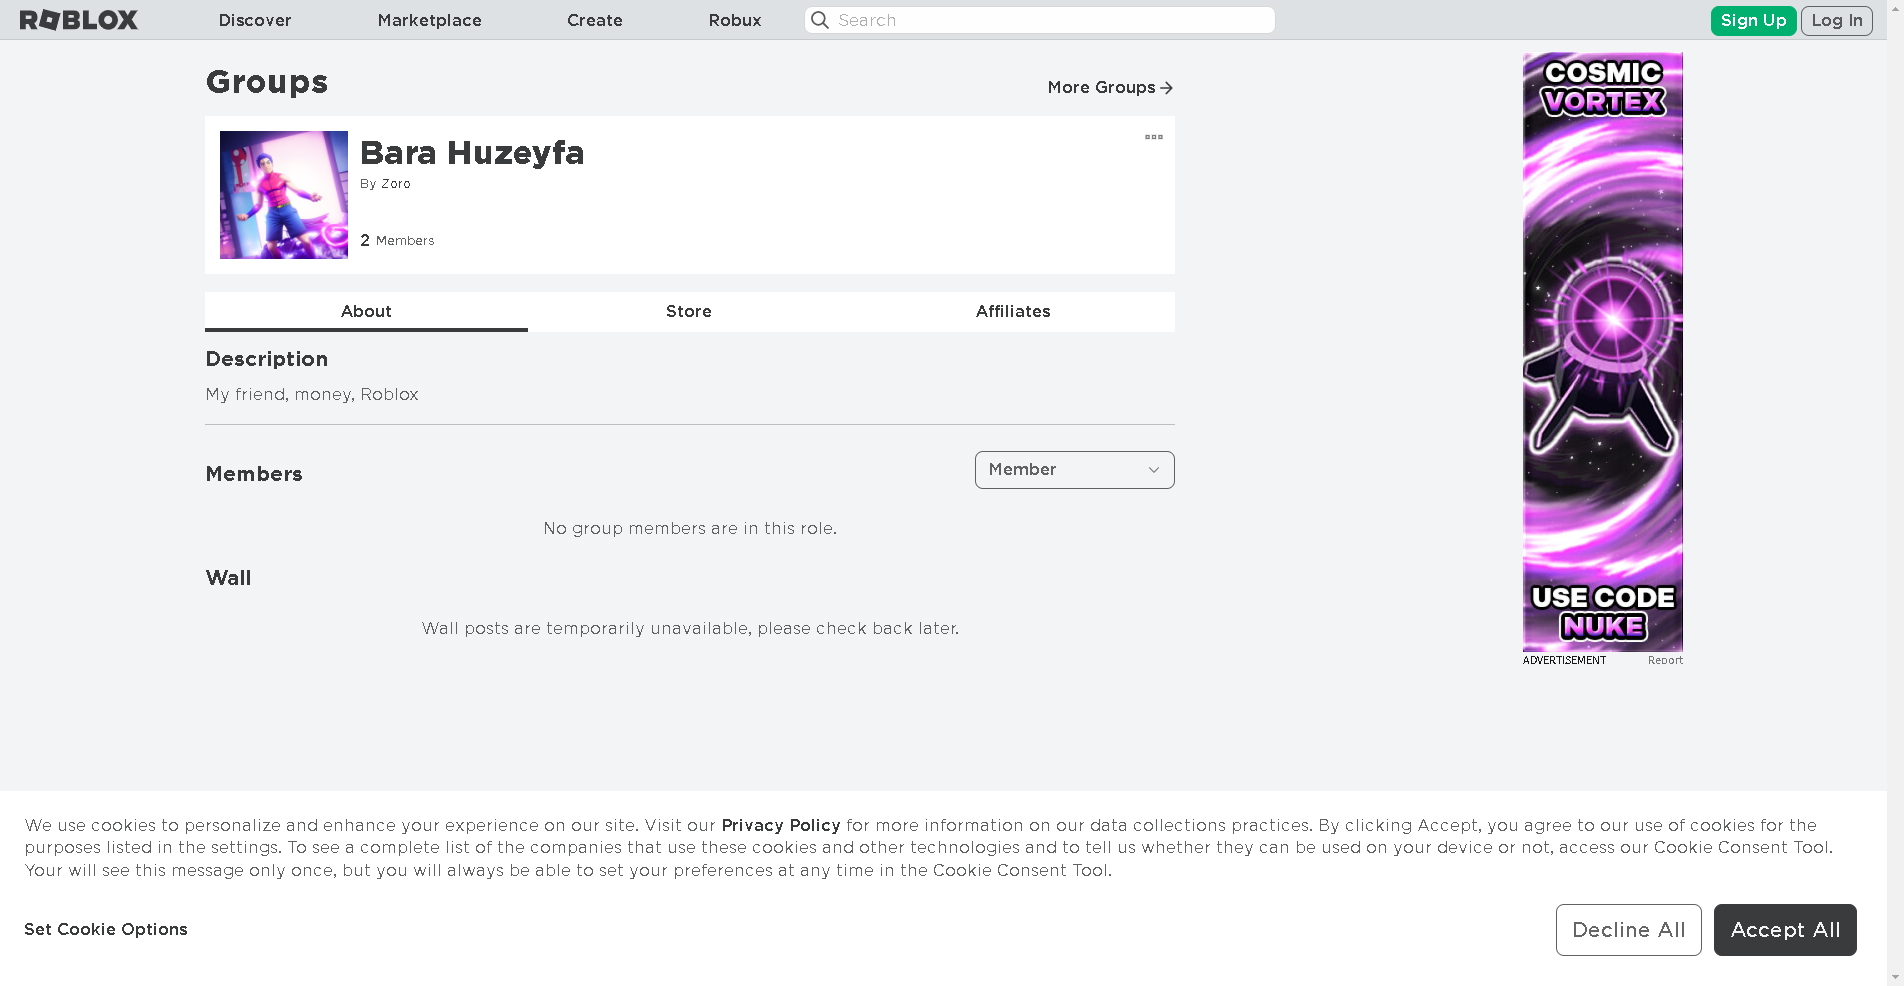 ROBLOX
Discover
Marketplace
Create
Robux
Search
Sign Up
Log In
Groups
More Groups
Bara Huzeyfa
By Zoro
2 Members
About
Store
Affiliates
Description
My friend, money, Roblox
Members
Member
No group members are in this role.
Wall
Wall posts are temporarily unavailable, please check back later.
COSMIC
VORTEX
USE CODE
NUKE
ADVERTISEMENT
Report
We use cookies to personalize and enhance your experience on our site. Visit our Privacy Policy for more information on our data collections practices. By clicking Accept, you agree to our use of cookies for the
purposes listed in the settings. To see a complete list of the companies that use these cookies and other technologies and to tell us whether they can be used on your device or not, access our Cookie Consent Tool.
Your will see this message only once, but you will always be able to set your preferences at any time in the Cookie Consent Tool.
Set Cookie Options
Decline All
Accept All